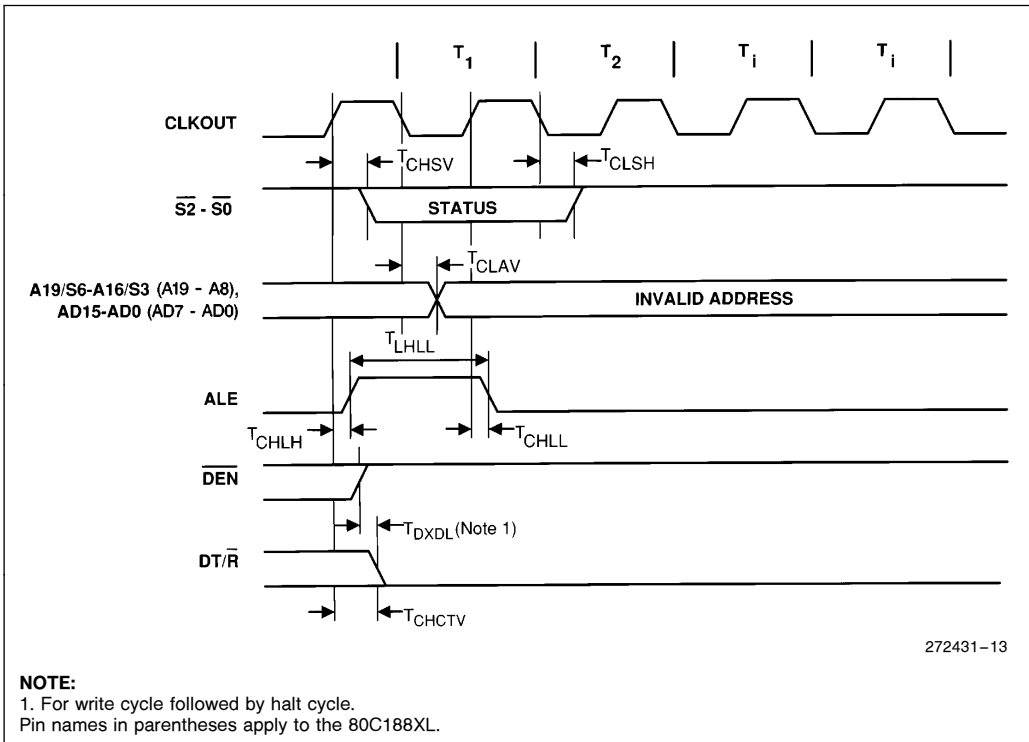 T1 T2 Ti Ti
CLKOUT
TCHSV TCLSH
S2 - S0 STATUS
TCLAV
A19/S6-A16/S3 (A19 - A8),
AD15-AD0 (AD7 - AD0)
INVALID ADDRESS
TLHLL
ALE
TCHLH TCHLL
DEN
TDXDL (Note 1)
DT/R
TCHCTV
272431-13
NOTE:
1. For write cycle followed by halt cycle.
Pin names in parentheses apply to the 80C188XL.